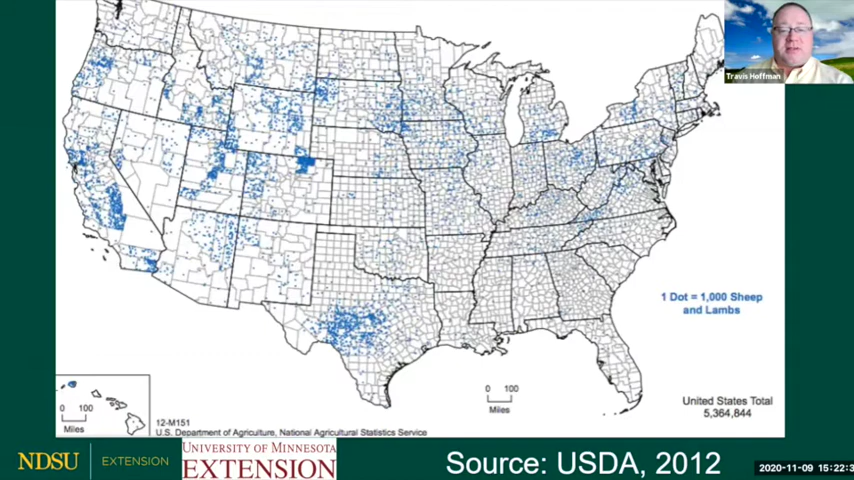 Travis Hoffman
1 Dot = 1,000 Sheep
and Lambs
0 100
Miles
United States Total
5,364,844
0 100
Miles
12-M151
U.S. Department of Agriculture, National Agricultural Statistics Service
NDSU EXTENSION
UNIVERSITY OF MINNESOTA
EXTENSION
Source: USDA, 2012
2020-11-09 15:22:3